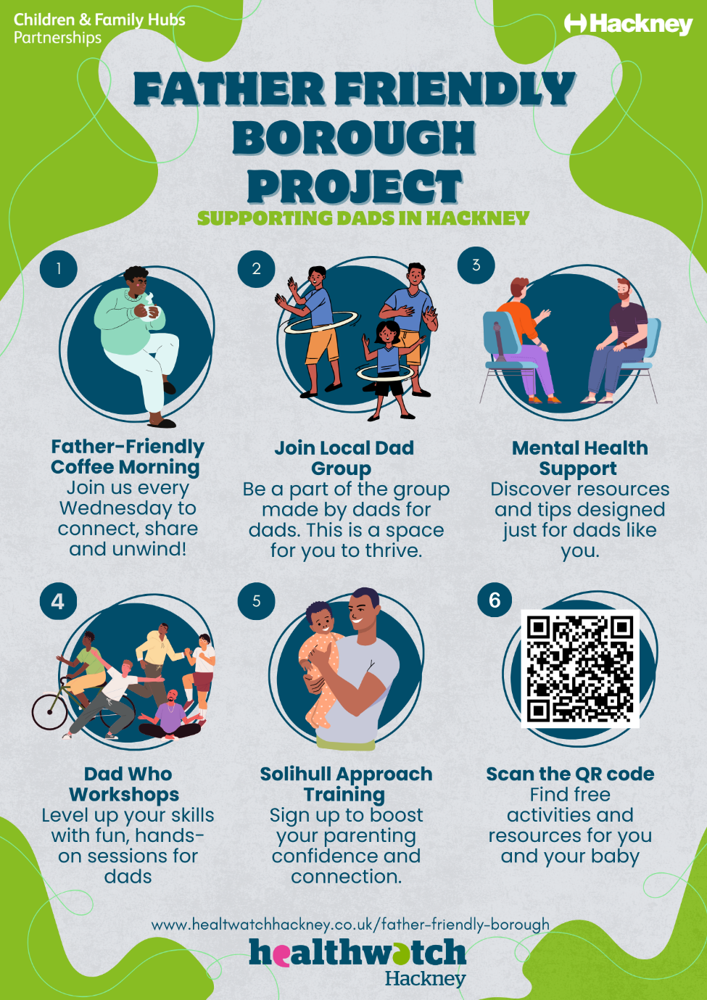 Children & Family Hubs
Partnerships
Hackney
FATHER FRIENDLY
BOROUGH
PROJECT
SUPPORTING DADS IN HACKNEY
1
Father-Friendly
Coffee Morning
Join us every
Wednesday to
connect, share
and unwind!
2
Join Local Dad
Group
Be a part of the group
made by dads for
dads. This is a space
for you to thrive.
3
Mental Health
Support
Discover resources
and tips designed
just for dads like
you.
4
Dad Who
Workshops
Level up your skills
with fun, hands-
on sessions for
dads
5
Solihull Approach
Training
Sign up to boost
your parenting
confidence and
connection.
6
Scan the QR code
Find free
activities and
resources for you
and your baby
www.healtwatchhackney.co.uk/father-friendly-borough
healthwatch
Hackney